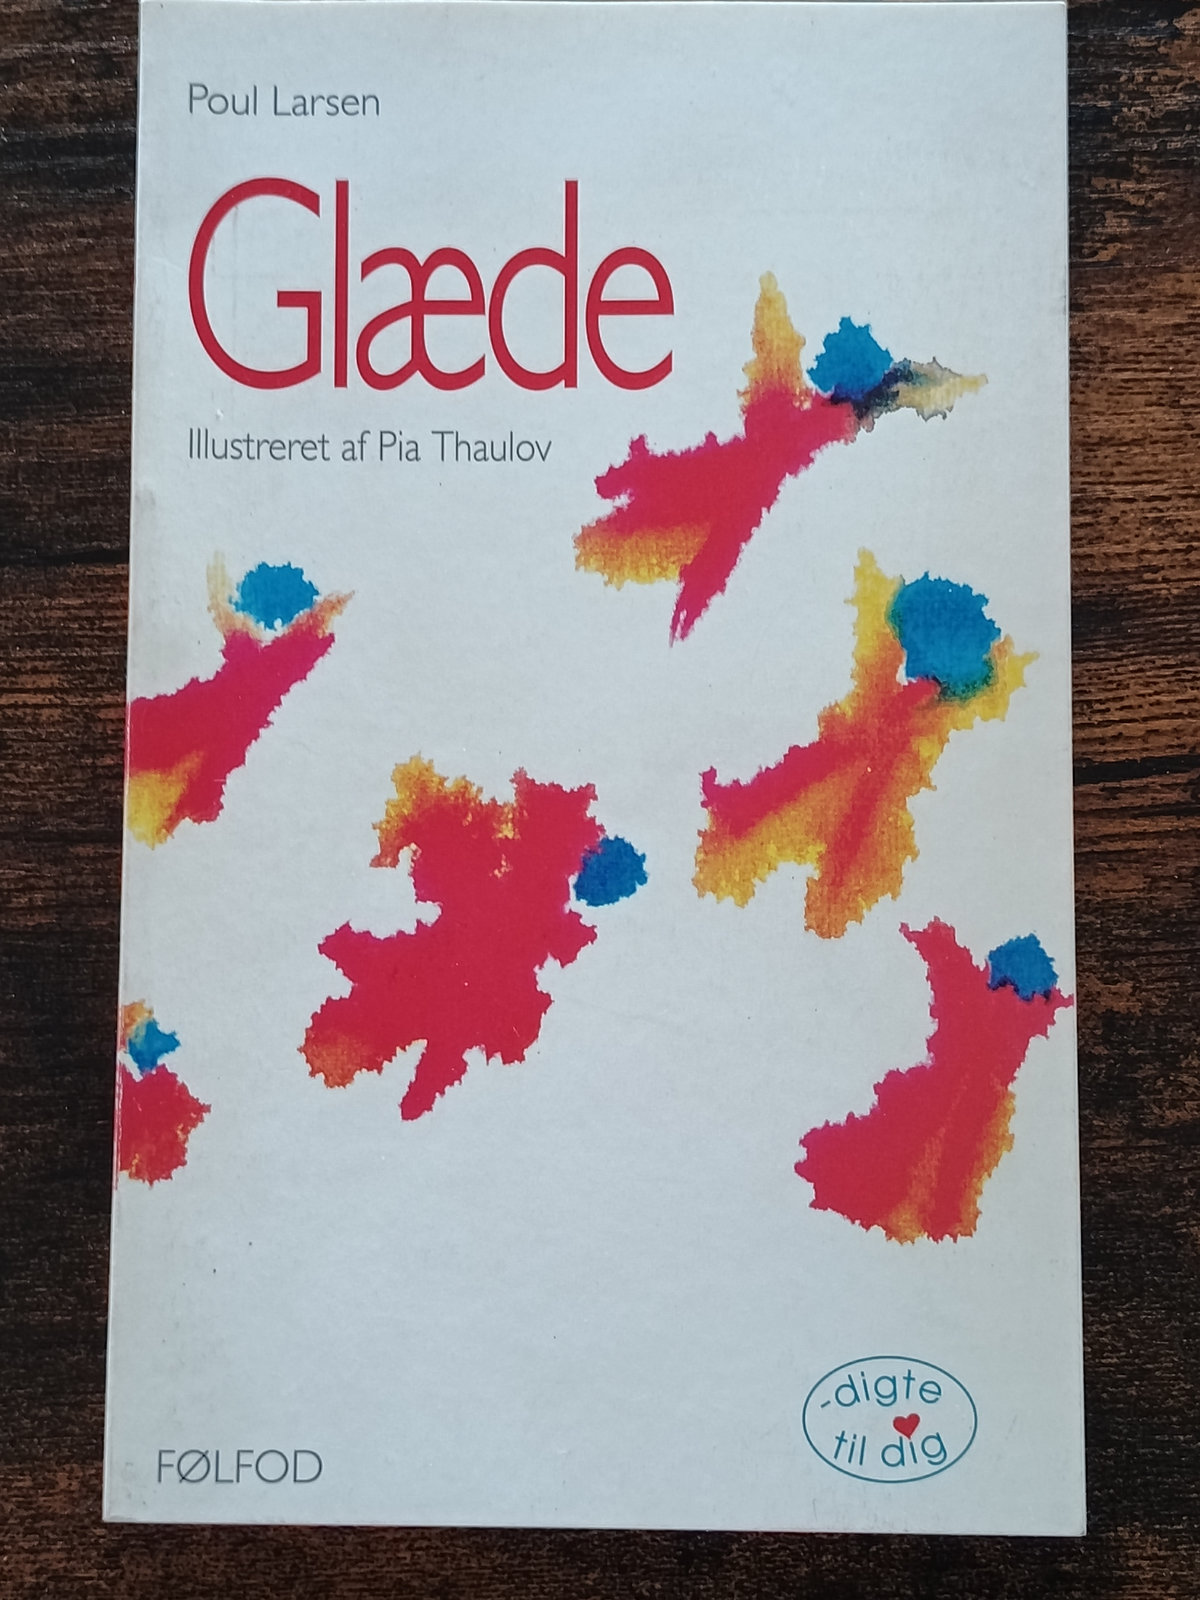 Poul Larsen
Glæde
Illustreret af Pia Thaulov
-digte
til dig
FØLFOD